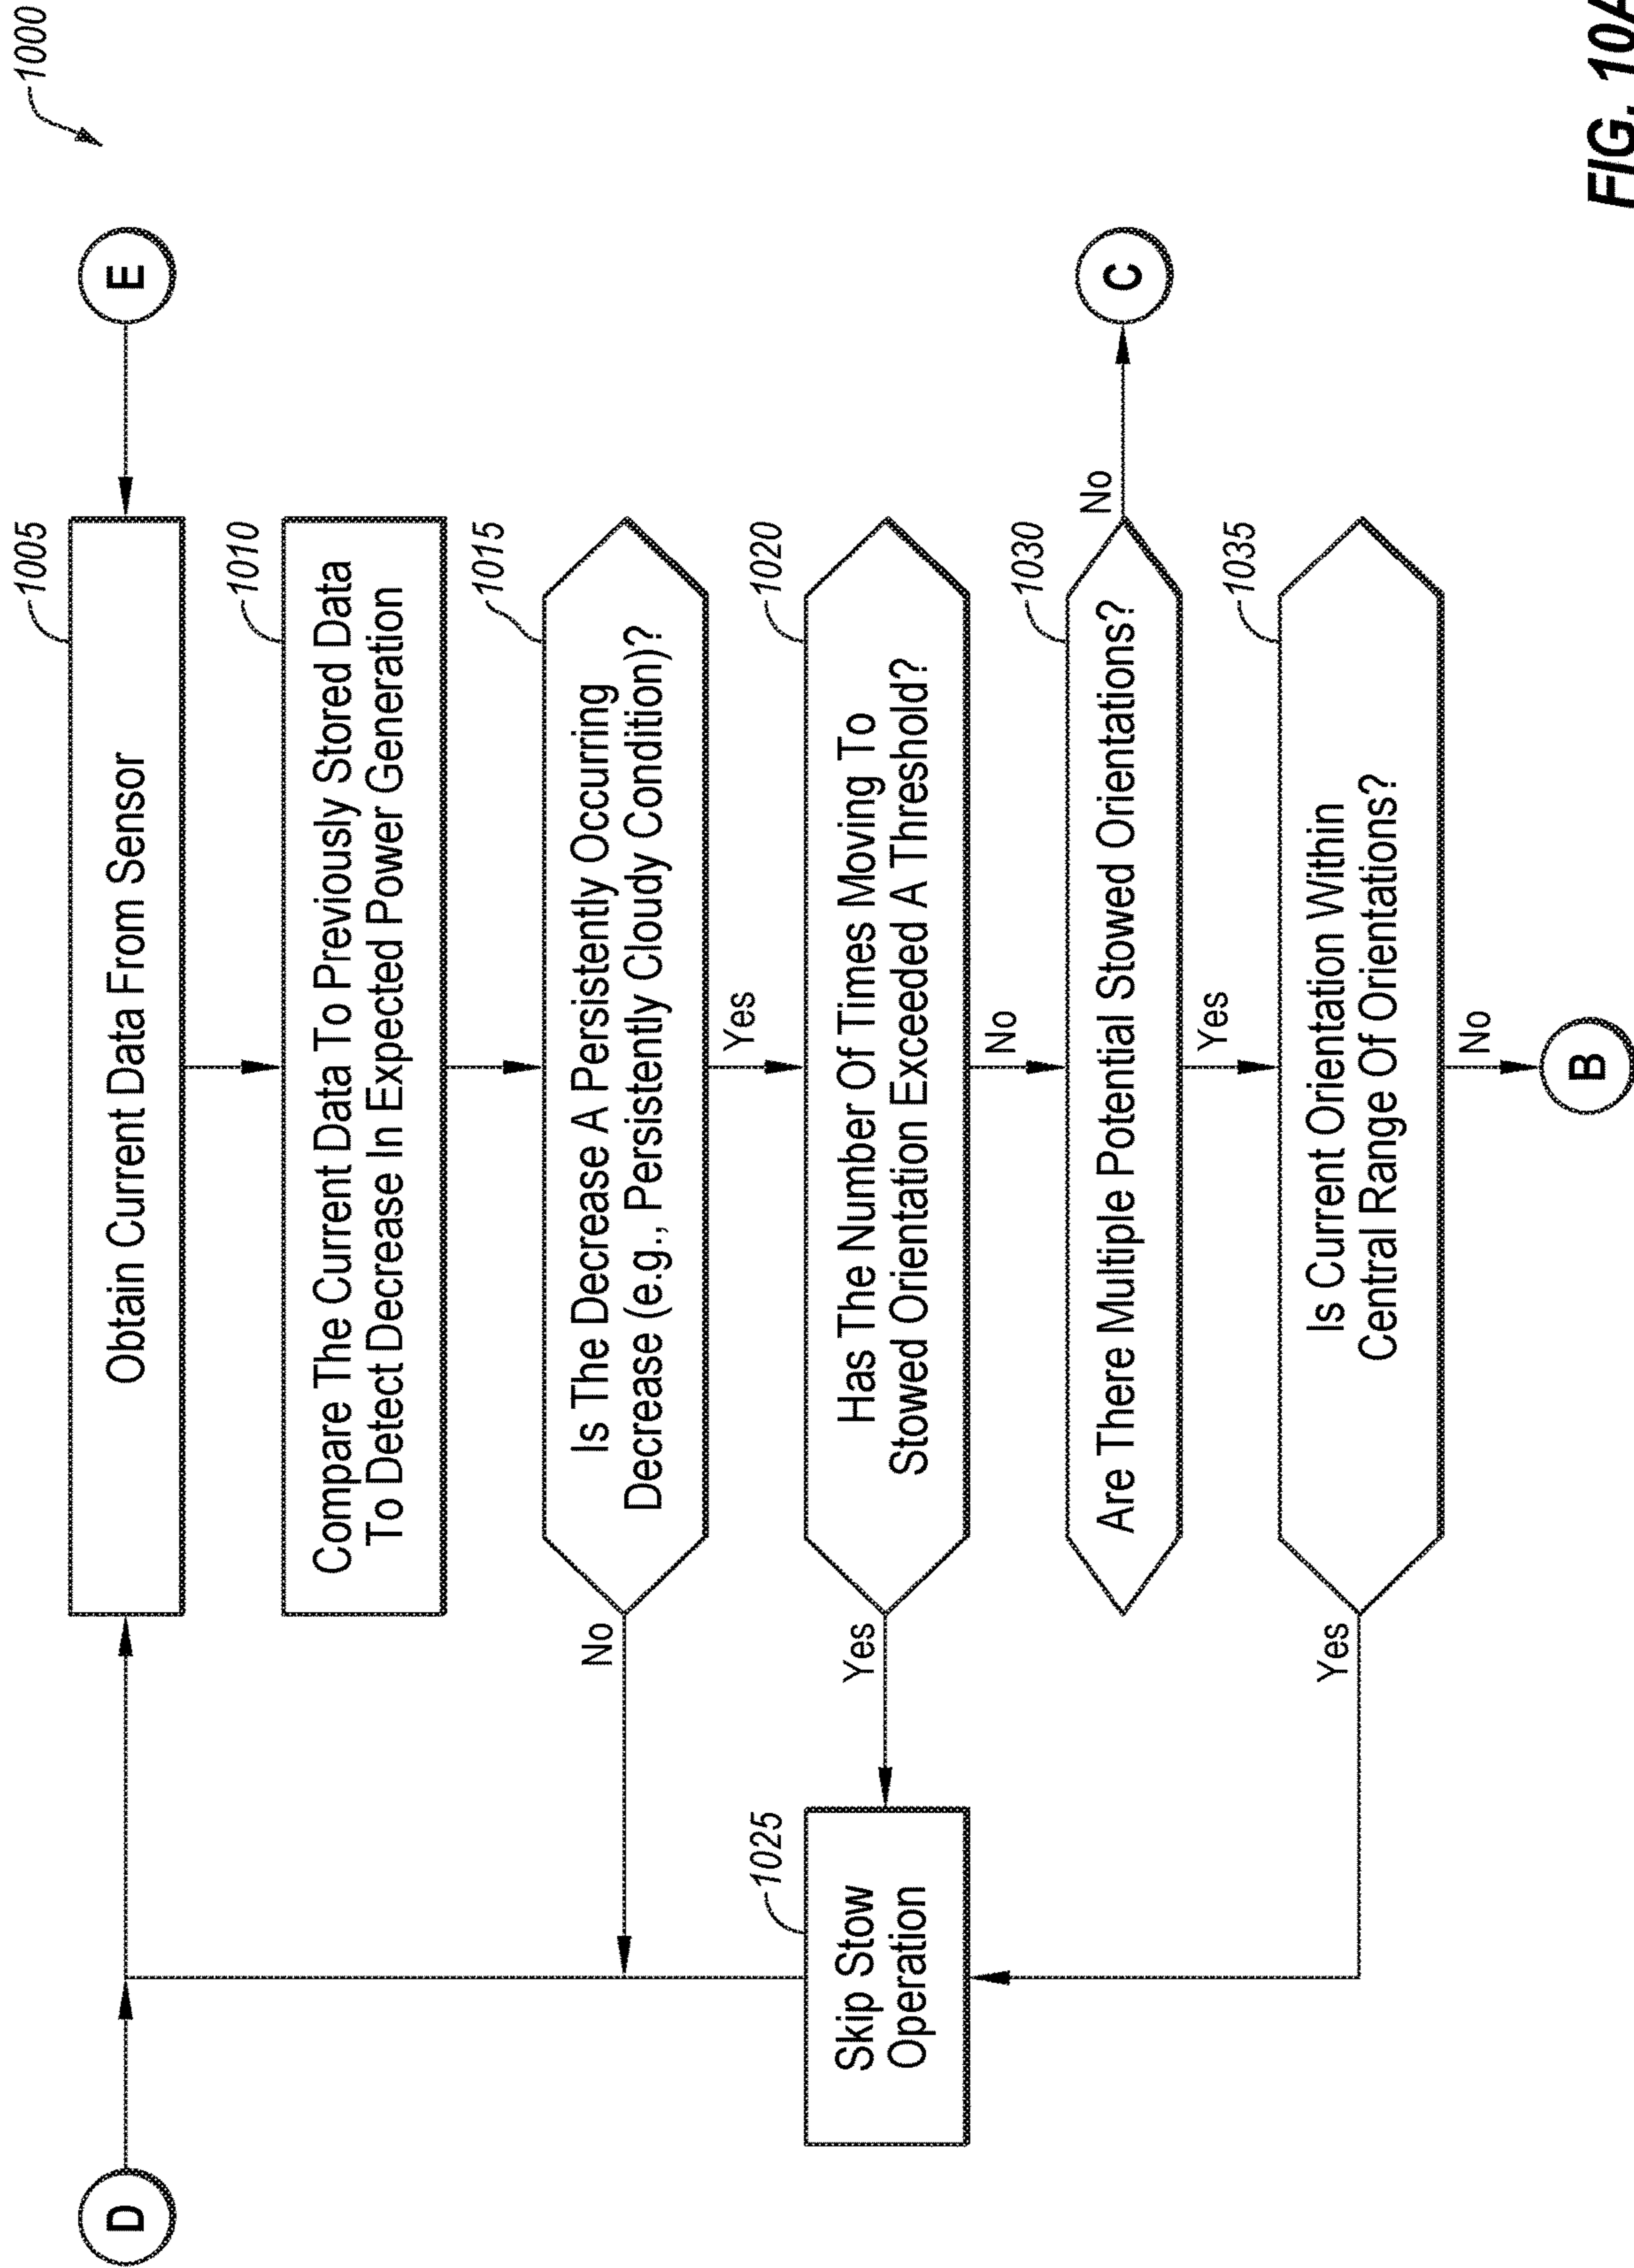 1000
D
E
1005
Obtain Current Data From Sensor
1010
Compare The Current Data To Previously Stored Data
To Detect Decrease In Expected Power Generation
1015
Is The Decrease A Persistently Occurring
Decrease (e.g., Persistently Cloudy Condition)?
No
Yes
1020
Has The Number Of Times Moving To
Stowed Orientation Exceeded A Threshold?
Yes
No
1025
Skip Stow
Operation
1030
Are There Multiple Potential Stowed Orientations?
No
C
Yes
1035
Is Current Orientation Within
Central Range Of Orientations?
Yes
No
B
FIG. 10A